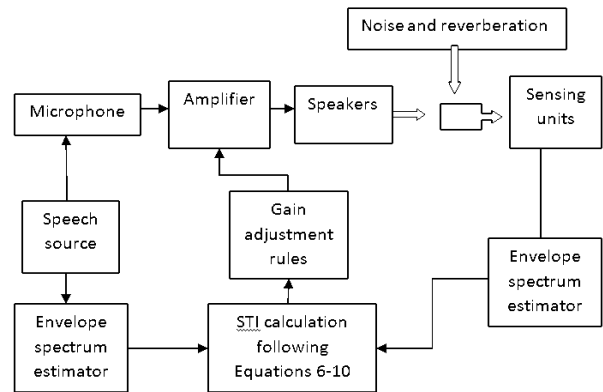 Noise and reverberation
Microphone
Amplifier
Speakers
Sensing
units
Speech
source
Gain
adjustment
rules
Envelope
spectrum
estimator
Envelope
spectrum
estimator
STI calculation
following
Equations 6-10